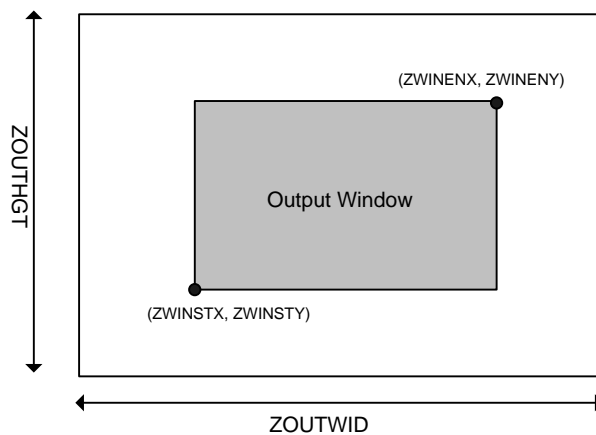 (ZWINENX, ZWINENY)
ZOUTHGT
Output Window
(ZWINSTX, ZWINSTY)
ZOUTWID